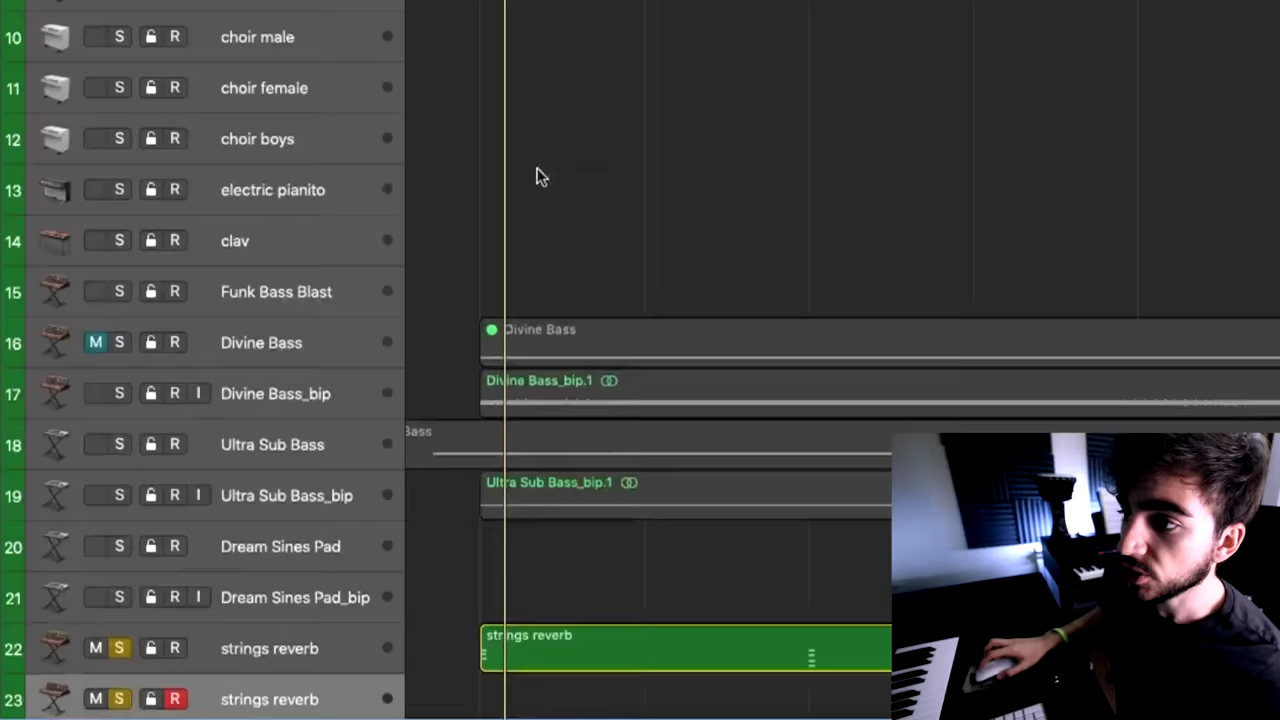 10 S R choir male
11 S R choir female
12 S R choir boys
13 S R electric pianito
14 S R clav
15 S R Funk Bass Blast
16 M S R Divine Bass
Divine Bass
17 S R I Divine Bass_bip
Divine Bass_bip.1
18 S R Ultra Sub Bass
Bass
19 S R I Ultra Sub Bass_bip
Ultra Sub Bass_bip.1
20 S R Dream Sines Pad
21 S R I Dream Sines Pad_bip
22 M S R strings reverb
strings reverb
23 M S R strings reverb